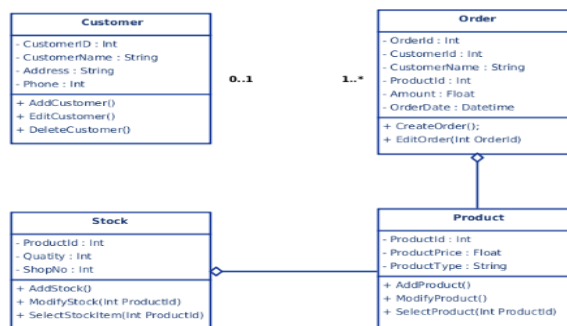 Customer
- CustomerID : Int
- CustomerName : String
- Address : String
- Phone : Int
+ AddCustomer()
+ EditCustomer()
+ DeleteCustomer()
0..1
1..*
Order
- OrderId : Int
- CustomerId : Int
- CustomerName : String
- ProductId : Int
- Amount : Float
- OrderDate : Datetime
+ CreateOrder();
+ EditOrder(Int OrderId)
Stock
- ProductId : Int
- Quatity : Int
- ShopNo : Int
+ AddStock()
+ ModifyStock(Int ProductId)
+ SelectStockItem(Int ProductId)
Product
- ProductId : Int
- ProductPrice : Float
- ProductType : String
+ AddProduct()
+ ModifyProduct()
+ SelectProduct(Int ProductId)